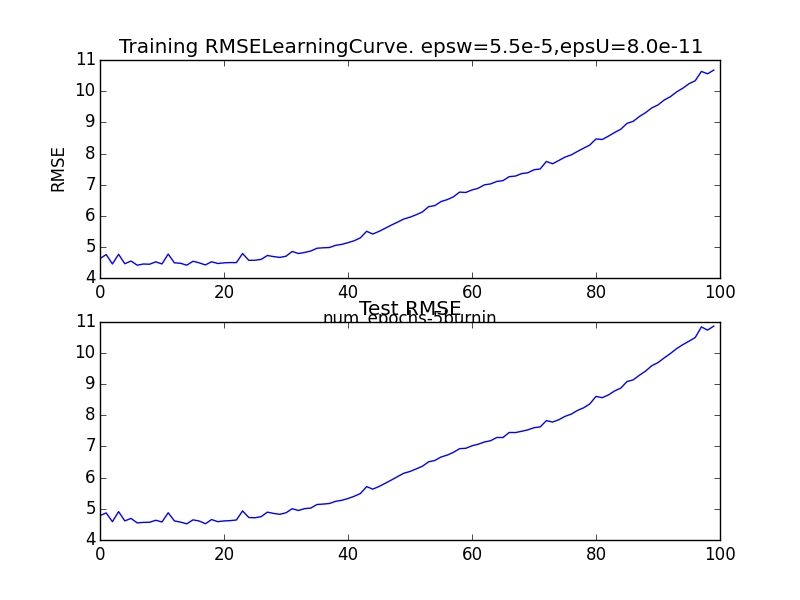 Training RMSELearningCurve. epsw=5.5e-5,epsU=8.0e-11
11
10
9
8
7
6
5
4
RMSE
0 20 40 60 80 100
num_epochs-5burnin
Test RMSE
11
10
9
8
7
6
5
4
0 20 40 60 80 100